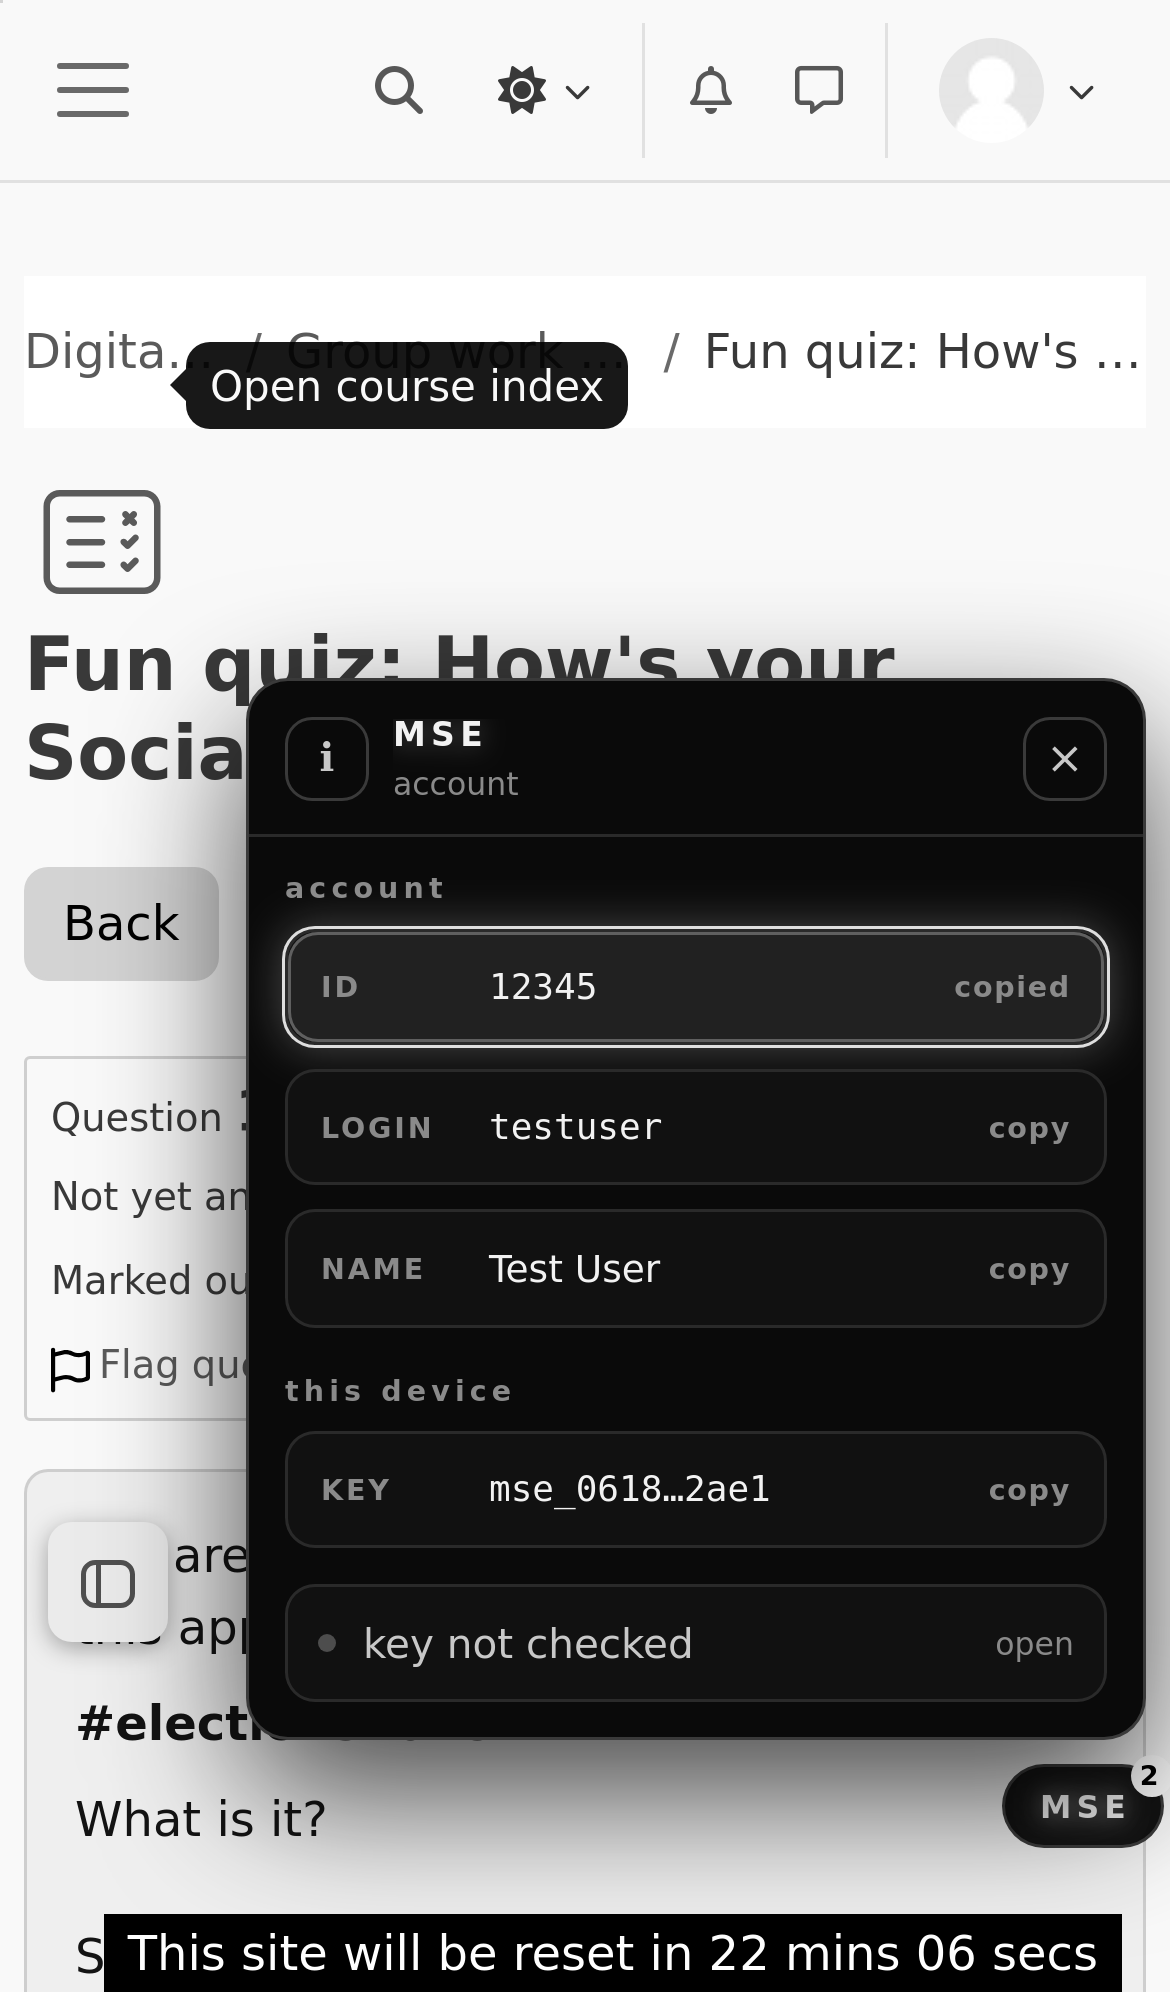 Digita... / Group work ... / Fun quiz: How's ...
Open course index
Fun quiz: How's your
Socia
MSE
account
Back
account
ID 12345 copied
LOGIN testuser copy
NAME Test User copy
Question
Not yet an
Marked ou
Flag que
this device
KEY mse_0618…2ae1 copy
are
this app
key not checked open
#electi
What is it?
MSE 2
S
This site will be reset in 22 mins 06 secs